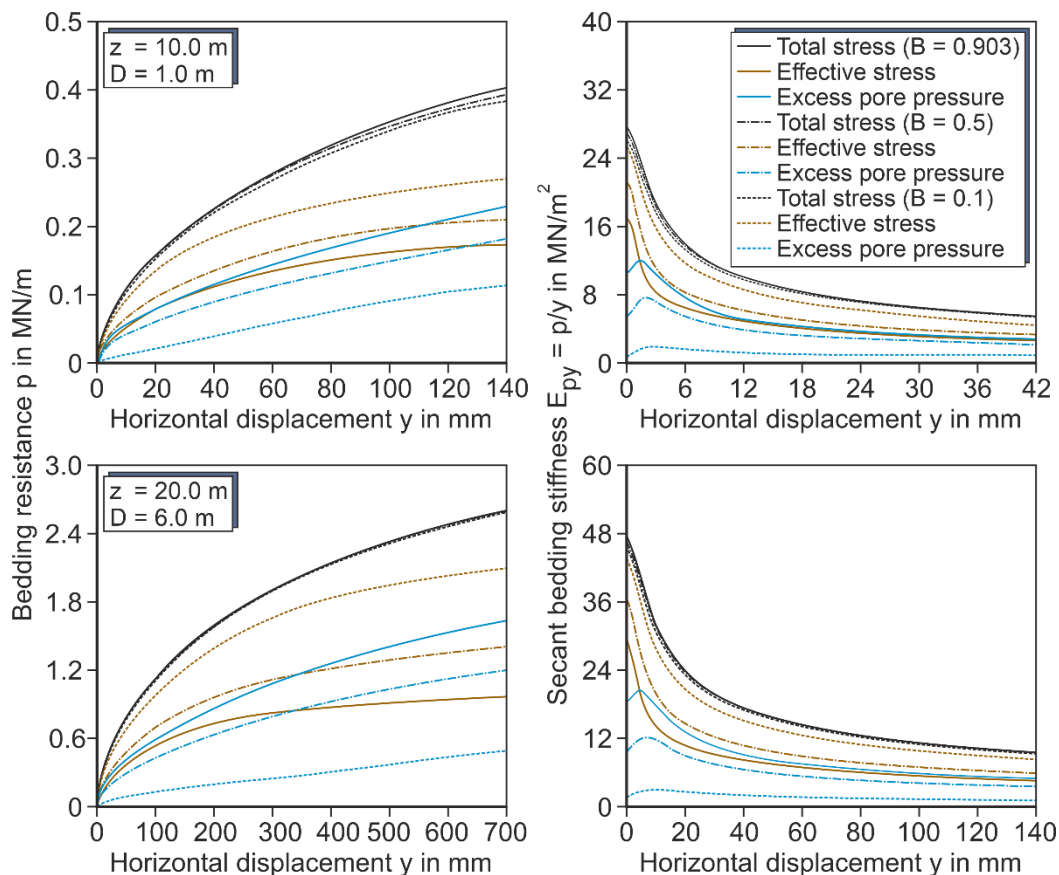 Bedding resistance p in MN/m
0.5
0.4
0.3
0.2
0.1
0
z = 10.0 m
D = 1.0 m
0 20 40 60 80 100 120 140
Horizontal displacement y in mm
Secant bedding stiffness E_py = p/y in MN/m²
40
32
24
16
8
0
Total stress (B = 0.903)
Effective stress
Excess pore pressure
Total stress (B = 0.5)
Effective stress
Excess pore pressure
Total stress (B = 0.1)
Effective stress
Excess pore pressure
0 6 12 18 24 30 36 42
Horizontal displacement y in mm
3.0
2.4
1.8
1.2
0.6
0
z = 20.0 m
D = 6.0 m
0 100 200 300 400 500 600 700
Horizontal displacement y in mm
60
48
36
24
12
0
0 20 40 60 80 100 120 140
Horizontal displacement y in mm